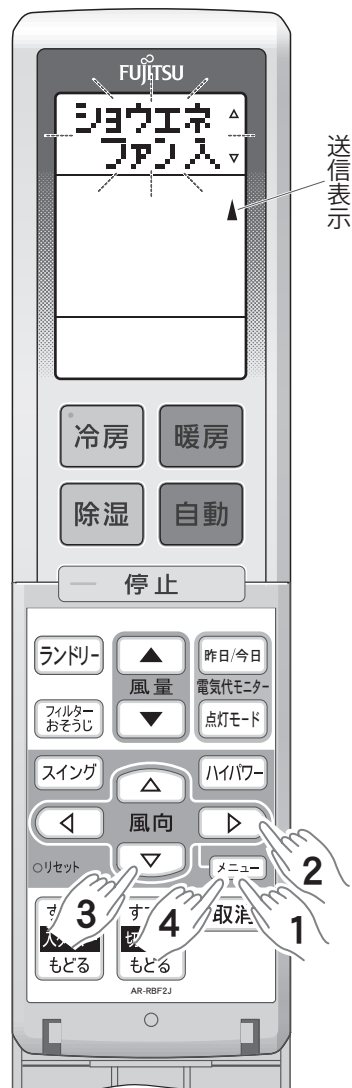 FUJITSU
ショウエネ
ファン入
送信表示
冷房
暖房
除湿
自動
停止
ランドリー
風量
昨日/今日
電気代モニター
フィルター
おそうじ
点灯モード
スイング
ハイパワー
風向
リセット
メニュー
2
3
4
1
取消
もどる
もどる
AR-RBF2J